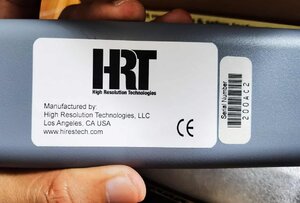 HRT
High Resolution Technologies
Manufactured by:
High Resolution Technologies, LLC
Los Angeles, CA USA
www.hirestech.com
CE
Serial Number
200AC2